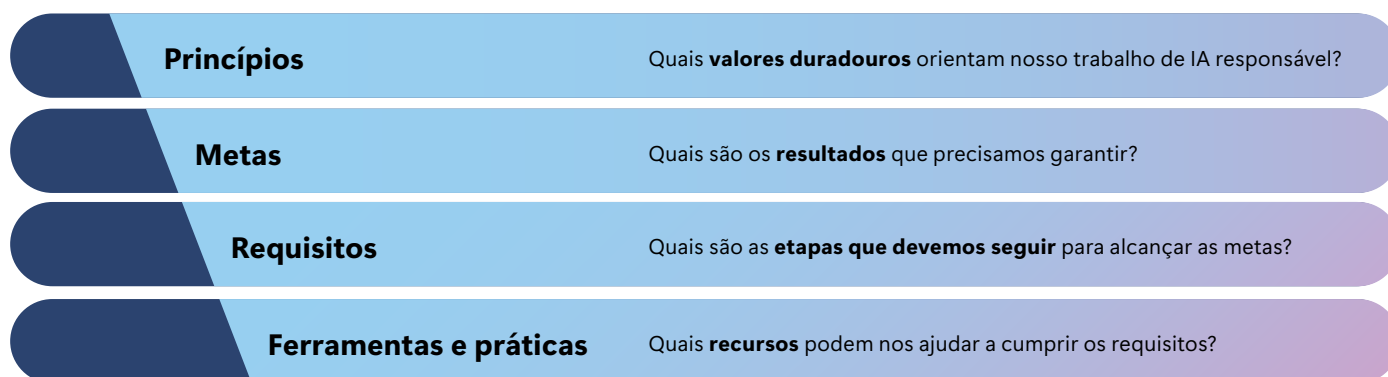 Princípios
Quais valores duradouros orientam nosso trabalho de IA responsável?
Metas
Quais são os resultados que precisamos garantir?
Requisitos
Quais são as etapas que devemos seguir para alcançar as metas?
Ferramentas e práticas
Quais recursos podem nos ajudar a cumprir os requisitos?